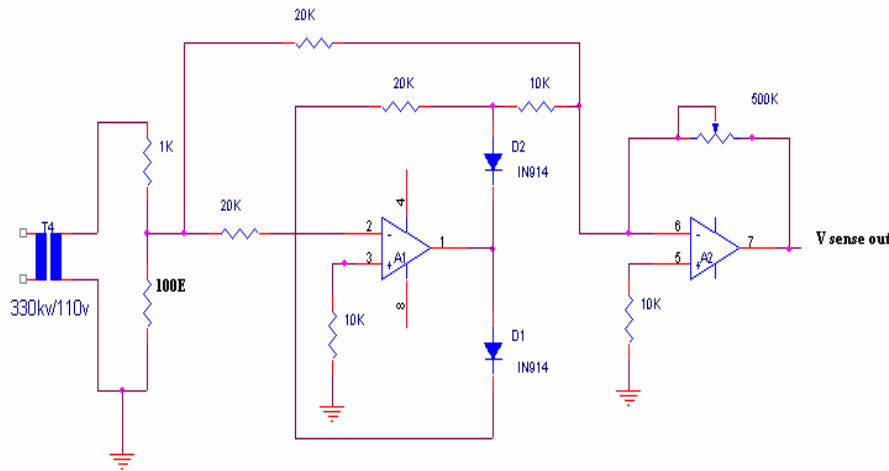 20K
20K
10K
500K
1K
D2
IN914
T4
20K
4
2
-
A1
1
6
-
A2
7
V sense out
3
+
5
+
100E
330kv/110v
8
10K
10K
D1
IN914